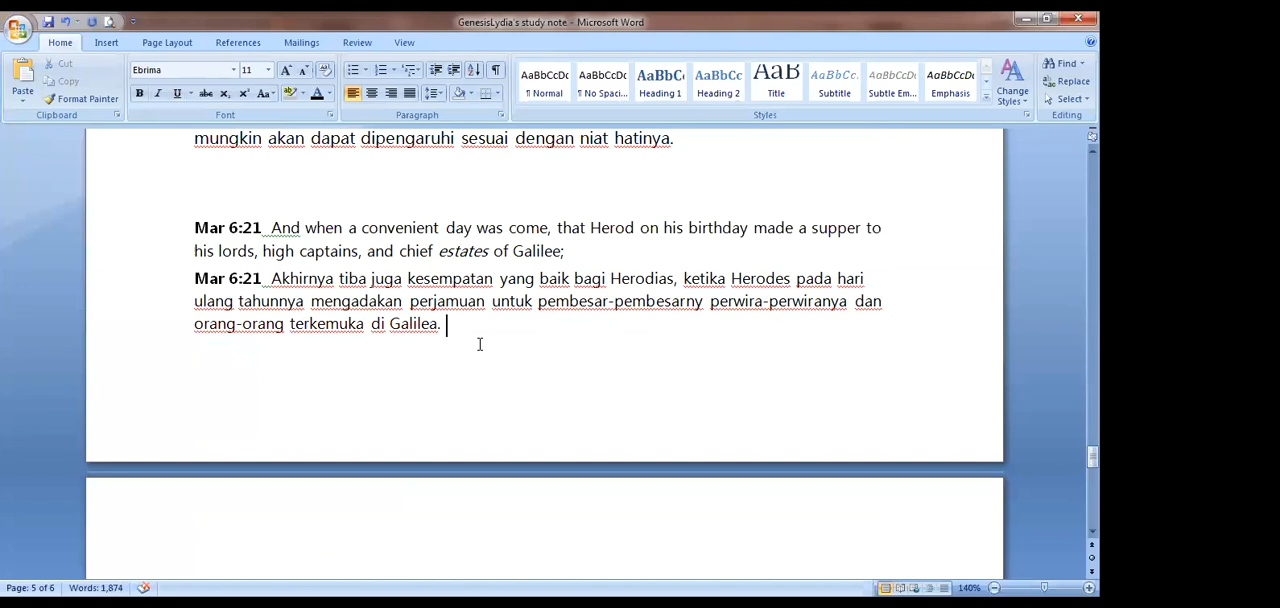 GenesisLydia's study note - Microsoft Word
Home Insert Page Layout References Mailings Review View
Paste
Cut
Copy
Format Painter
Clipboard
Ebrima 11
B I U abc x₂ x² Aa
Font
Paragraph
AaBbCcDc AaBbCcDc AaBbC AaBbCc AaB AaBbCc. AaBbCcDc AaBbCcDc
¶ Normal ¶ No Spaci... Heading 1 Heading 2 Title Subtitle Subtle Em... Emphasis
Change
Styles
Styles
Find
Replace
Select
Editing
mungkin akan dapat dipengaruhi sesuai dengan niat hatinya.
Mar 6:21 And when a convenient day was come, that Herod on his birthday made a supper to
his lords, high captains, and chief estates of Galilee;
Mar 6:21 Akhirnya tiba juga kesempatan yang baik bagi Herodias, ketika Herodes pada hari
ulang tahunnya mengadakan perjamuan untuk pembesar-pembesarny perwira-perwiranya dan
orang-orang terkemuka di Galilea.
Page: 5 of 6 Words: 1,874 140%